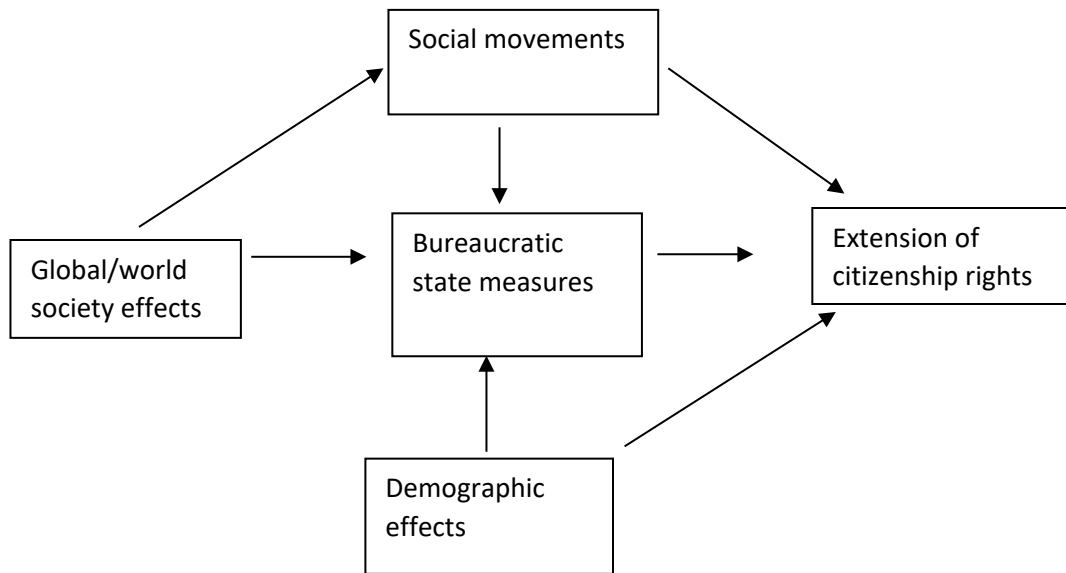 Social movements
Global/world
society effects
Bureaucratic
state measures
Extension of
citizenship rights
Demographic
effects